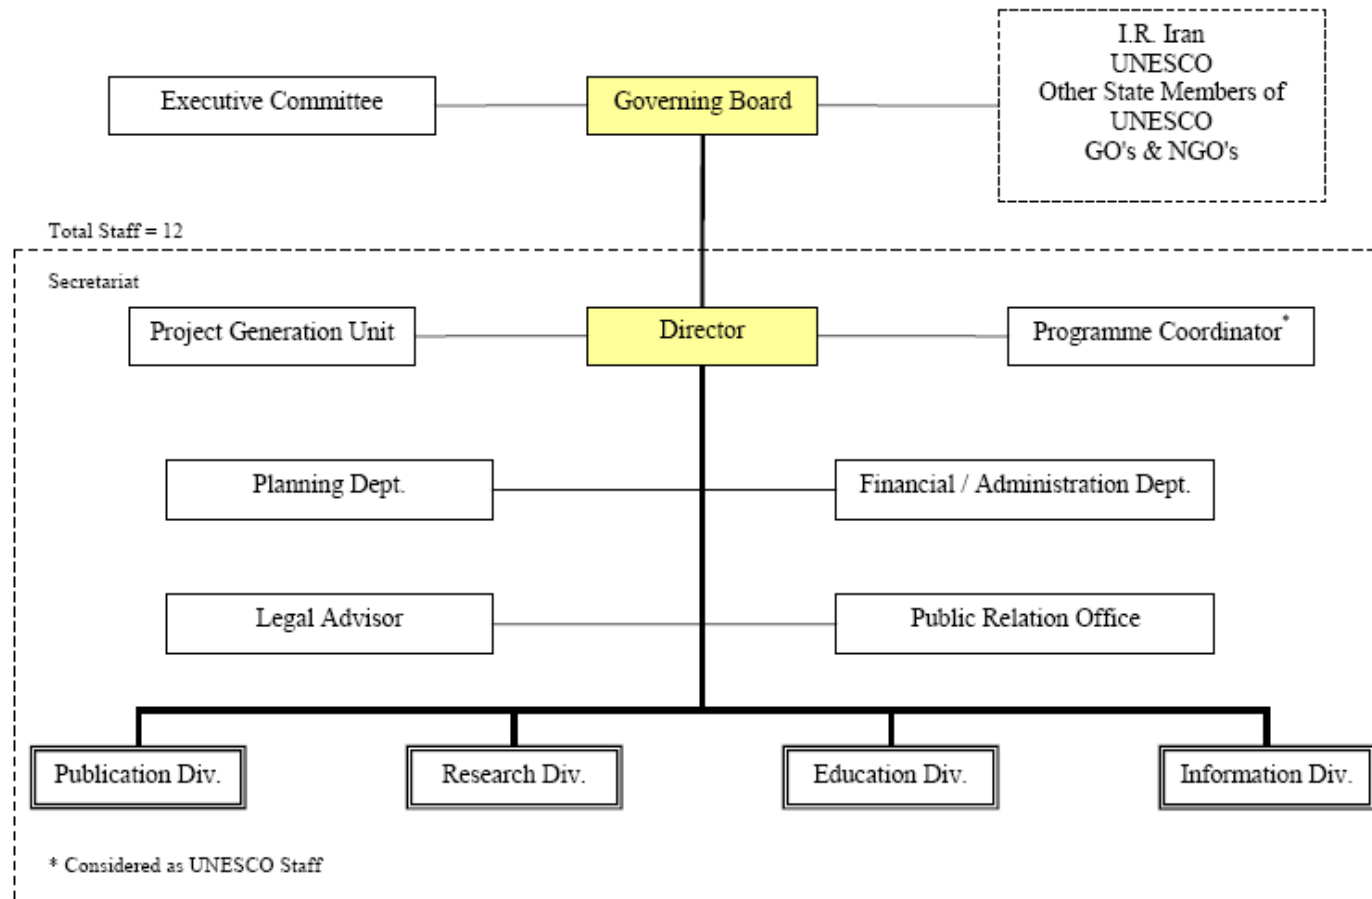 I.R. Iran
UNESCO
Other State Members of
UNESCO
GO's & NGO's
Executive Committee
Governing Board
Total Staff = 12
Secretariat
Project Generation Unit
Director
Programme Coordinator*
Planning Dept.
Financial / Administration Dept.
Legal Advisor
Public Relation Office
Publication Div.
Research Div.
Education Div.
Information Div.
* Considered as UNESCO Staff